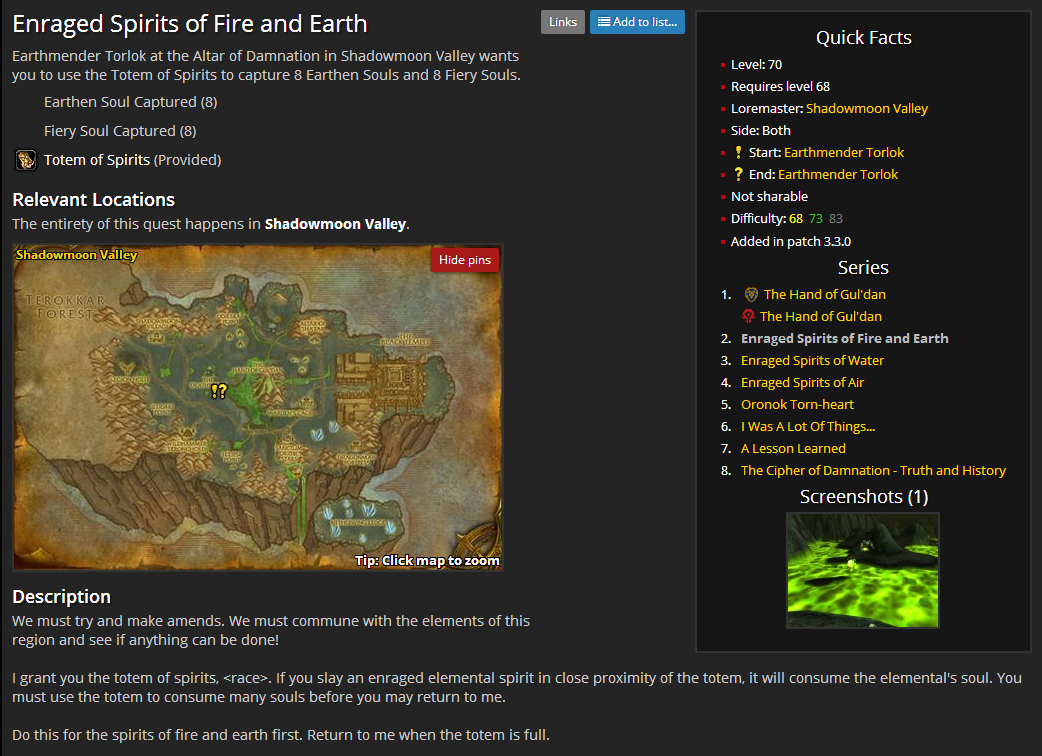 Enraged Spirits of Fire and Earth
Links
Add to list...
Earthmender Torlok at the Altar of Damnation in Shadowmoon Valley wants
you to use the Totem of Spirits to capture 8 Earthen Souls and 8 Fiery Souls.
Earthen Soul Captured (8)
Fiery Soul Captured (8)
Totem of Spirits (Provided)
Relevant Locations
The entirety of this quest happens in Shadowmoon Valley.
Shadowmoon Valley
Hide pins
TEROKKAR
FOREST
THE
BLACK TEMPLE
LEGION HOLD
WILDHAMMER
STRONGHOLD
ECLIPSE
POINT
NETHERWING LEDGE
!?
Tip: Click map to zoom
Description
We must try and make amends. We must commune with the elements of this
region and see if anything can be done!
I grant you the totem of spirits, <race>. If you slay an enraged elemental spirit in close proximity of the totem, it will consume the elemental's soul. You
must use the totem to consume many souls before you may return to me.
Do this for the spirits of fire and earth first. Return to me when the totem is full.
Quick Facts
Level: 70
Requires level 68
Loremaster: Shadowmoon Valley
Side: Both
! Start: Earthmender Torlok
? End: Earthmender Torlok
Not sharable
Difficulty: 68 73 83
Added in patch 3.3.0
Series
1. The Hand of Gul'dan
The Hand of Gul'dan
2. Enraged Spirits of Fire and Earth
3. Enraged Spirits of Water
4. Enraged Spirits of Air
5. Oronok Torn-heart
6. I Was A Lot Of Things...
7. A Lesson Learned
8. The Cipher of Damnation - Truth and History
Screenshots (1)